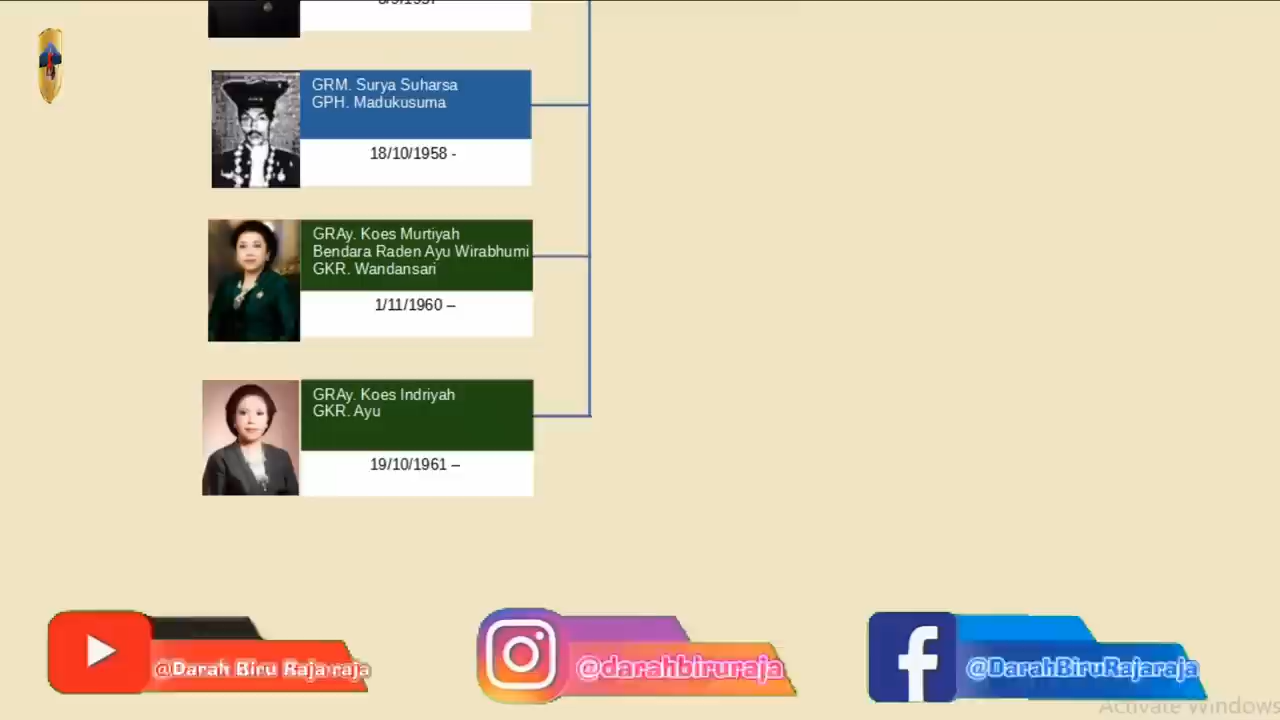 GRM. Surya Suharsa
GPH. Madukusuma
18/10/1958 -
GRAy. Koes Murtiyah
Bendara Raden Ayu Wirabhumi
GKR. Wandansari
1/11/1960 –
GRAy. Koes Indriyah
GKR. Ayu
19/10/1961 –
@Darah Biru Raja raja
@darahbiruraja
@DarahBiruRajaraja
Activate Windows